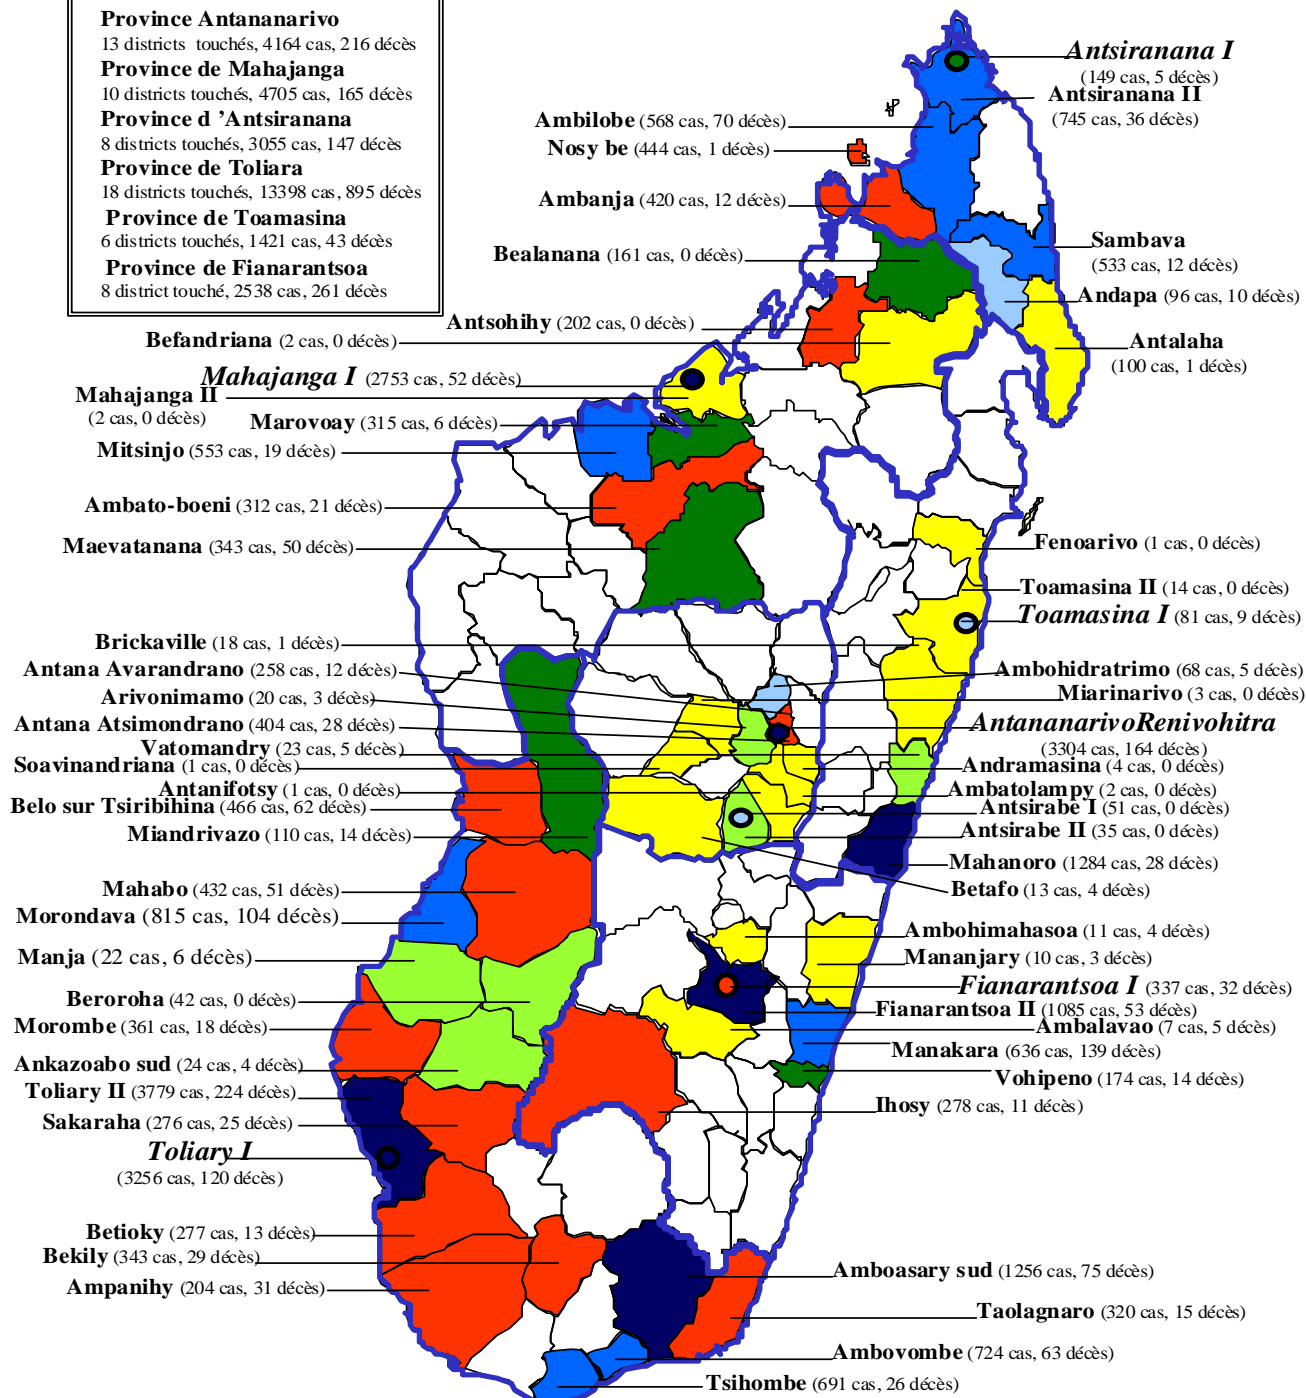 Province Antananarivo
13 districts touchés, 4164 cas, 216 décès
Province de Mahajanga
10 districts touchés, 4705 cas, 165 décès
Province d ’Antsiranana
8 districts touchés, 3055 cas, 147 décès
Province de Toliara
18 districts touchés, 13398 cas, 895 décès
Province de Toamasina
6 districts touchés, 1421 cas, 43 décès
Province de Fianarantsoa
8 district touché, 2538 cas, 261 décès
Antsiranana I
(149 cas, 5 décès)
Antsiranana II
(745 cas, 36 décès)
Ambilobe (568 cas, 70 décès)
Nosy be (444 cas, 1 décès)
Ambanja (420 cas, 12 décès)
Bealanana (161 cas, 0 décès)
Sambava
(533 cas, 12 décès)
Andapa (96 cas, 10 décès)
Antsohihy (202 cas, 0 décès)
Befandriana (2 cas, 0 décès)
Antalaha
(100 cas, 1 décès)
Mahajanga I (2753 cas, 52 décès)
Mahajanga II
(2 cas, 0 décès)
Marovoay (315 cas, 6 décès)
Mitsinjo (553 cas, 19 décès)
Ambato-boeni (312 cas, 21 décès)
Maevatanana (343 cas, 50 décès)
Fenoarivo (1 cas, 0 décès)
Toamasina II (14 cas, 0 décès)
Toamasina I (81 cas, 9 décès)
Brickaville (18 cas, 1 décès)
Antana Avarandrano (258 cas, 12 décès)
Arivonimamo (20 cas, 3 décès)
Antana Atsimondrano (404 cas, 28 décès)
Vatomandry (23 cas, 5 décès)
Soavinandriana (1 cas, 0 décès)
Antanifotsy (1 cas, 0 décès)
Belo sur Tsiribihina (466 cas, 62 décès)
Miandrivazo (110 cas, 14 décès)
Ambohidratrimo (68 cas, 5 décès)
Miarinarivo (3 cas, 0 décès)
AntananarivoRenivohitra
(3304 cas, 164 décès)
Andramasina (4 cas, 0 décès)
Ambatolampy (2 cas, 0 décès)
Antsirabe I (51 cas, 0 décès)
Antsirabe II (35 cas, 0 décès)
Mahanoro (1284 cas, 28 décès)
Betafo (13 cas, 4 décès)
Mahabo (432 cas, 51 décès)
Morondava (815 cas, 104 décès)
Manja (22 cas, 6 décès)
Beroroha (42 cas, 0 décès)
Morombe (361 cas, 18 décès)
Ankazoabo sud (24 cas, 4 décès)
Toliary II (3779 cas, 224 décès)
Sakaraha (276 cas, 25 décès)
Toliary I
(3256 cas, 120 décès)
Ambohimahasoa (11 cas, 4 décès)
Mananjary (10 cas, 3 décès)
Fianarantsoa I (337 cas, 32 décès)
Fianarantsoa II (1085 cas, 53 décès)
Ambalavao (7 cas, 5 décès)
Manakara (636 cas, 139 décès)
Vohipeno (174 cas, 14 décès)
Ihosy (278 cas, 11 décès)
Betioky (277 cas, 13 décès)
Bekily (343 cas, 29 décès)
Ampanihy (204 cas, 31 décès)
Amboasary sud (1256 cas, 75 décès)
Taolagnaro (320 cas, 15 décès)
Ambovombe (724 cas, 63 décès)
Tsihombe (691 cas, 26 décès)